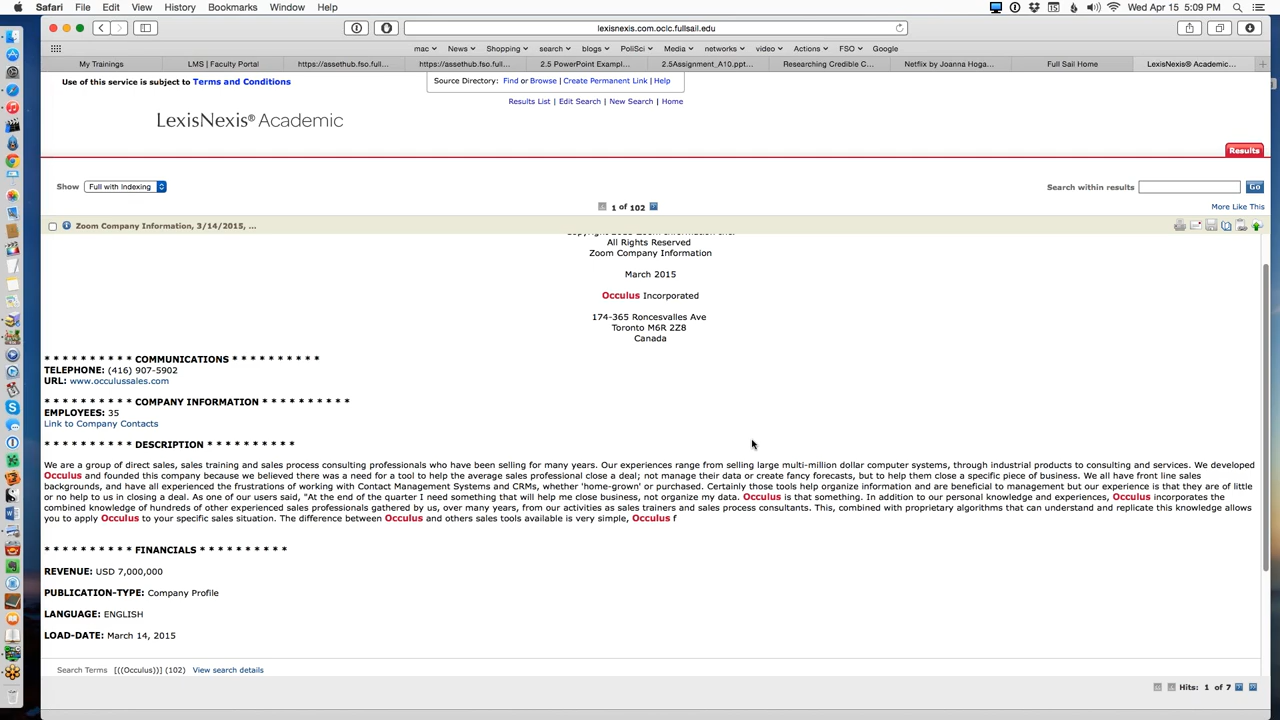 Safari File Edit View History Bookmarks Window Help Wed Apr 15 5:09 PM
lexisnexis.com.oclc.fullsail.edu
mac News Shopping search blogs PoliSci Media networks video Actions FSO Google
My Trainings LMS | Faculty Portal https://assethub.fso.full... https://assethub.fso.full... 2.5 PowerPoint Exampl... 2.5Assignment_A10.ppt... Researching Credible C... Netflix by Joanna Hoga... Full Sail Home LexisNexis® Academic...
Use of this service is subject to Terms and Conditions
Source Directory: Find or Browse | Create Permanent Link | Help
Results List | Edit Search | New Search | Home
LexisNexis® Academic
Results
Show Full with Indexing
Search within results Go
1 of 102
More Like This
Zoom Company Information, 3/14/2015, ...
All Rights Reserved
Zoom Company Information
March 2015
Occulus Incorporated
174-365 Roncesvalles Ave
Toronto M6R 2Z8
Canada
* * * * * * * * * * COMMUNICATIONS * * * * * * * * * *
TELEPHONE: (416) 907-5902
URL: www.occulussales.com
* * * * * * * * * * COMPANY INFORMATION * * * * * * * * * *
EMPLOYEES: 35
Link to Company Contacts
* * * * * * * * * * DESCRIPTION * * * * * * * * * *
We are a group of direct sales, sales training and sales process consulting professionals who have been selling for many years. Our experiences range from selling large multi-million dollar computer systems, through industrial products to consulting and services. We developed
Occulus and founded this company because we believed there was a need for a tool to help the average sales professional close a deal; not manage their data or create fancy forecasts, but to help them close a specific piece of business. We all have front line sales
backgrounds, and have all experienced the frustrations of working with Contact Management Systems and CRMs, whether 'home-grown' or purchased. Certainly those tools help organize information and are beneficial to management but our experience is that they are of little
or no help to us in closing a deal. As one of our users said, "At the end of the quarter I need something that will help me close business, not organize my data. Occulus is that something. In addition to our personal knowledge and experiences, Occulus incorporates the
combined knowledge of hundreds of other experienced sales professionals gathered by us, over many years, from our activities as sales trainers and sales process consultants. This, combined with proprietary algorithms that can understand and replicate this knowledge allows
you to apply Occulus to your specific sales situation. The difference between Occulus and others sales tools available is very simple, Occulus f
* * * * * * * * * * FINANCIALS * * * * * * * * * *
REVENUE: USD 7,000,000
PUBLICATION-TYPE: Company Profile
LANGUAGE: ENGLISH
LOAD-DATE: March 14, 2015
Search Terms [((Occulus))] (102) View search details
Hits: 1 of 7